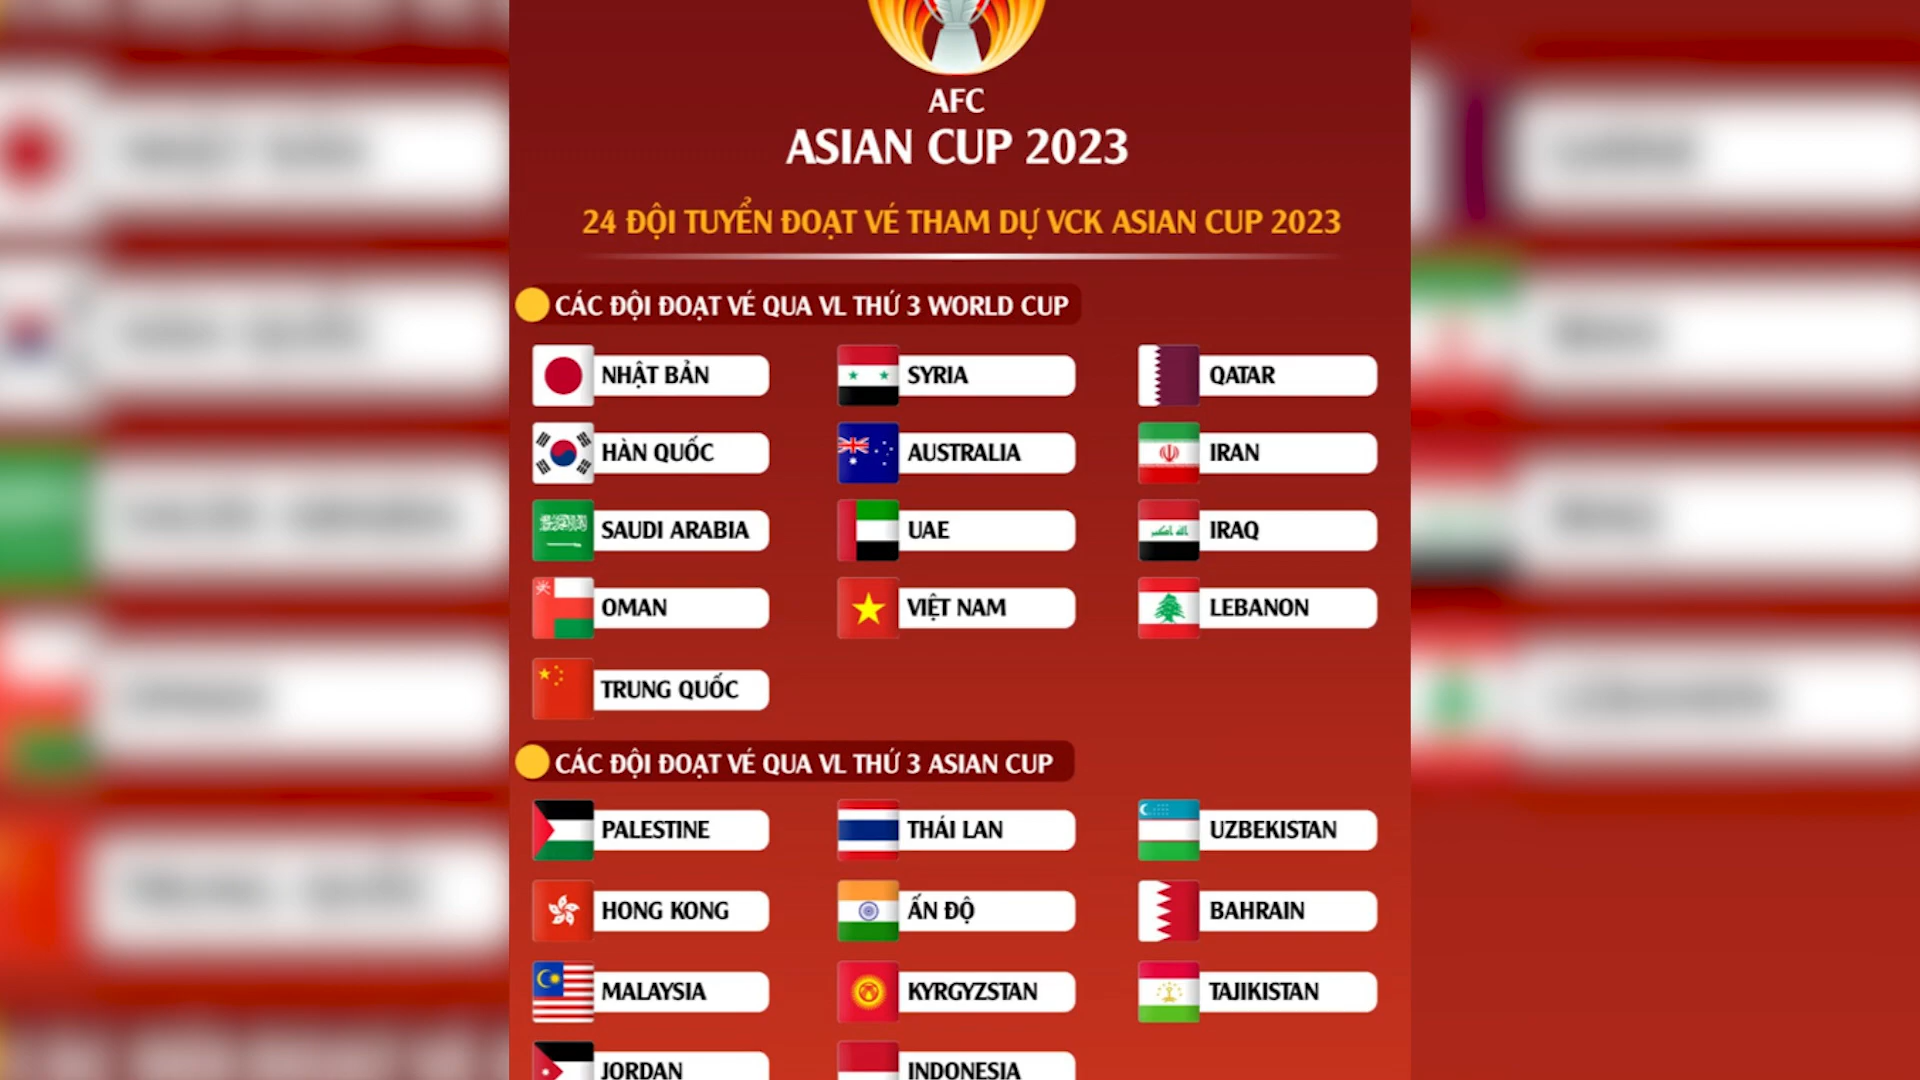 AFC
ASIAN CUP 2023
24 ĐỘI TUYỂN ĐOẠT VÉ THAM DỰ VCK ASIAN CUP 2023
CÁC ĐỘI ĐOẠT VÉ QUA VL THỨ 3 WORLD CUP
NHẬT BẢN SYRIA QATAR
HÀN QUỐC AUSTRALIA IRAN
SAUDI ARABIA UAE IRAQ
OMAN VIỆT NAM LEBANON
TRUNG QUỐC
CÁC ĐỘI ĐOẠT VÉ QUA VL THỨ 3 ASIAN CUP
PALESTINE THÁI LAN UZBEKISTAN
HONG KONG ẤN ĐỘ BAHRAIN
MALAYSIA KYRGYZSTAN TAJIKISTAN
JORDAN INDONESIA